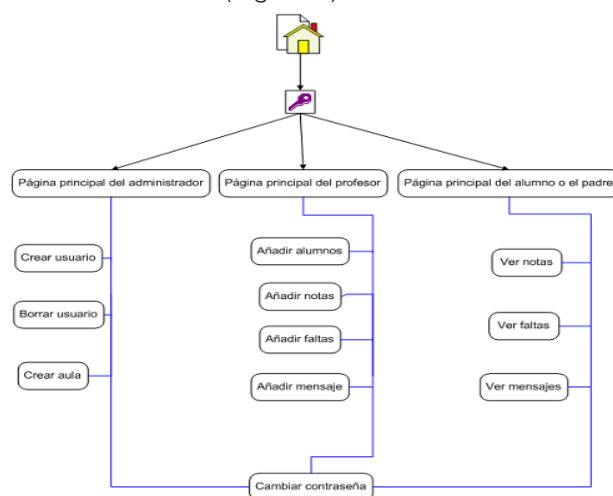 Página principal del administrador
Página principal del profesor
Página principal del alumno o el padre
Crear usuario
Borrar usuario
Crear aula
Añadir alumnos
Añadir notas
Añadir faltas
Añadir mensaje
Ver notas
Ver faltas
Ver mensajes
Cambiar contraseña